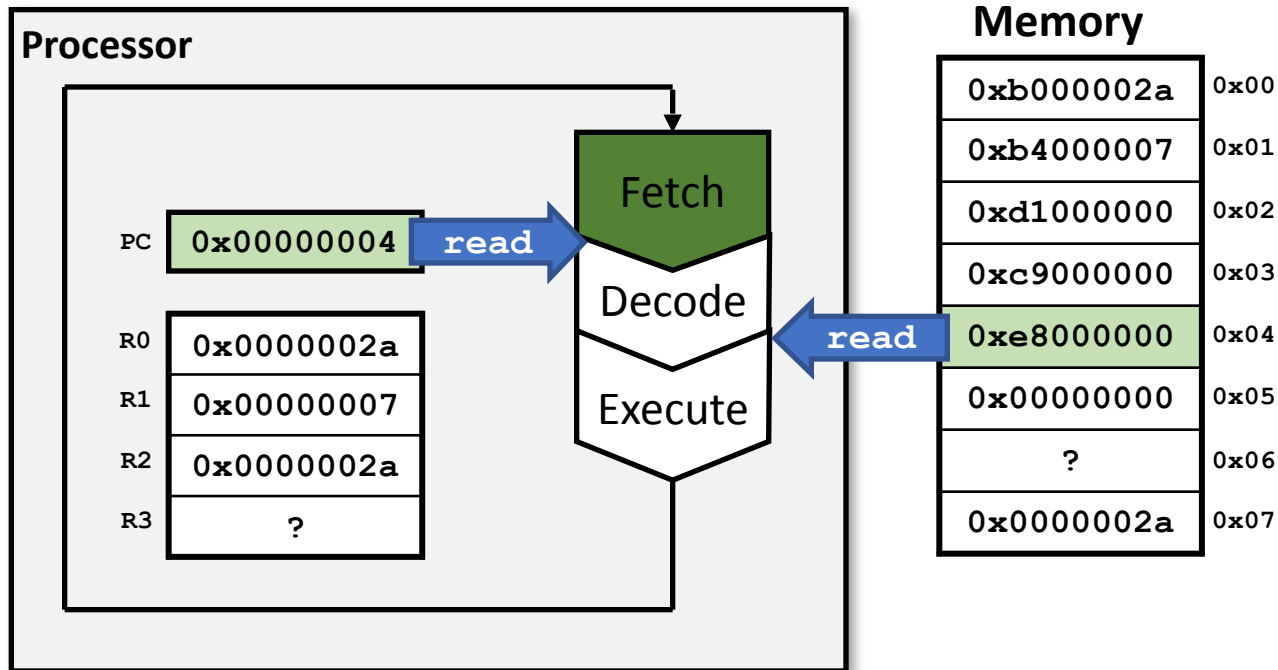 Processor
Fetch
Decode
Execute
PC 0x00000004 read
R0 0x0000002a
R1 0x00000007
R2 0x0000002a
R3 ?
read
Memory
0xb000002a 0x00
0xb4000007 0x01
0xd1000000 0x02
0xc9000000 0x03
0xe8000000 0x04
0x00000000 0x05
? 0x06
0x0000002a 0x07